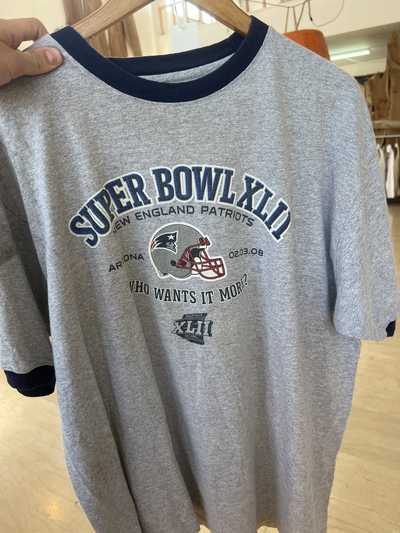 SUPER BOWL XLII
NEW ENGLAND PATRIOTS
ARIZONA 02.03.08
WHO WANTS IT MORE?
XLII